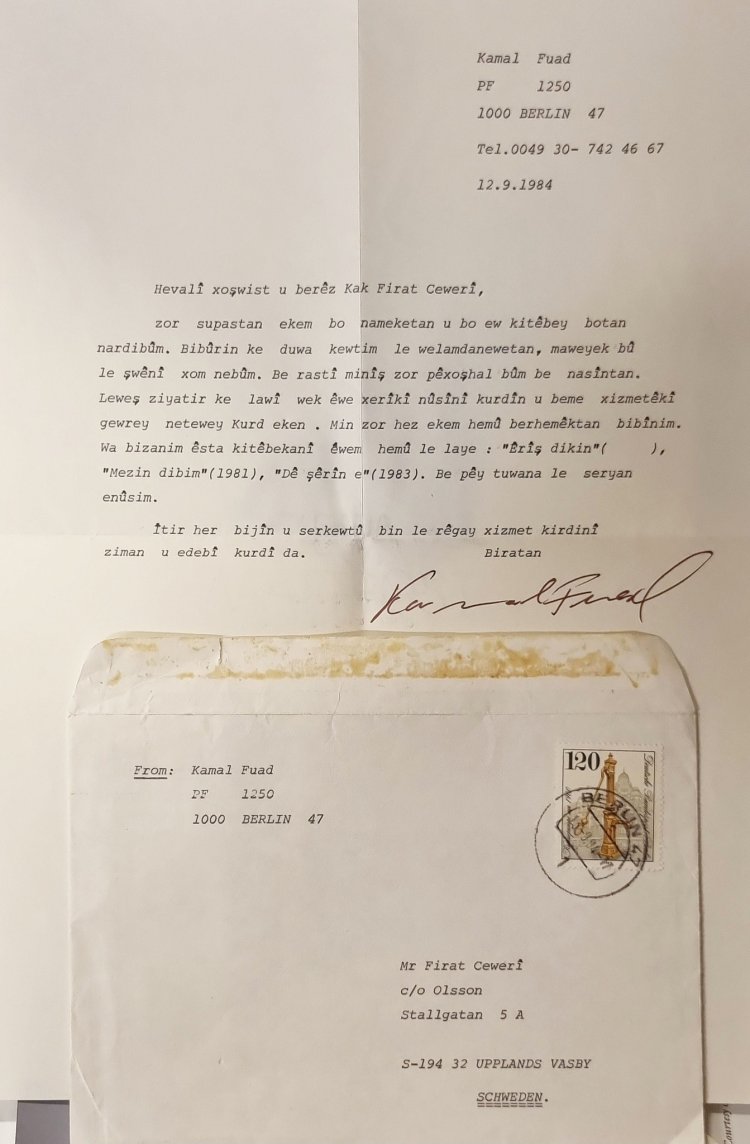 Kamal Fuad
PF 1250
1000 BERLIN 47
Tel.0049 30- 742 46 67
12.9.1984
Hevalî xoşwist u berêz Kak Firat Cewerî,
zor supastan ekem bo nameketan u bo ew kitêbey botan
nardibûm. Bibûrin ke duwa kewtim le welamdanewetan, maweyek bû
le şwênî xom nebûm. Be rastî minîş zor pêxoşhal bûm be nasîntan.
Leweş ziyatir ke lawî wek êwe xerîkî nûsînî kurdîn u beme xizmetêkî
gewrey netewey Kurd eken . Min zor hez ekem hemû berhemêktan bibînim.
Wa bizanim êsta kitêbekanî êwem hemû le laye : "Êrîş dikin"( ),
"Mezin dibim"(1981), "Dê şêrîn e"(1983). Be pêy tuwana le seryan
enûsim.
Îtir her bijîn u serkewtû bin le rêgay xizmet kirdinî
ziman u edebî kurdî da. Biratan
Kamal Fuad
From: Kamal Fuad
PF 1250
1000 BERLIN 47
120
BERLIN 47
Mr Firat Cewerî
c/o Olsson
Stallgatan 5 A
S-194 32 UPPLANDS VASBY
SCHWEDEN.